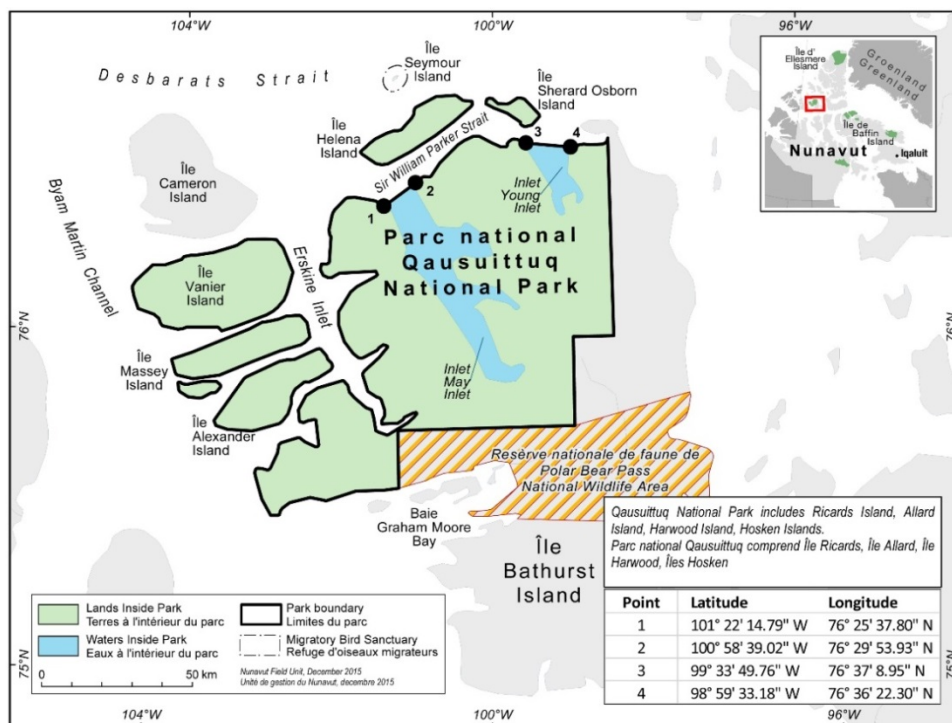 104° W
100° W
96° W
Desbarats Strait
Île
Seymour
Island
Île
Sherard Osborn
Island
Île
Helena
Island
Sir William Parker Strait
3
4
Île
Cameron
Island
1
2
Inlet
Young
Inlet
Byam Martin Channel
Parc national
Qausuittuq
National Park
Erskine Inlet
Île
Vanier
Island
76° N
76° N
Île
Massey
Island
Inlet
May
Inlet
Île
Alexander
Island
Reserve nationale de faune de
Polar Bear Pass
National Wildlife Area
Baie
Graham Moore
Bay
Île
Bathurst
Island
75° N
104° W
100° W
96° W
Île d'
Ellesmere
Island
Groenland
Greenland
Île de
Baffin
Island
Nunavut
Iqaluit
Qausuittuq National Park includes Ricards Island, Allard
Island, Harwood Island, Hosken Islands.
Parc national Qausuittuq comprend Île Ricards, Île Allard, Île
Harwood, Îles Hosken
Point Latitude Longitude
1 101° 22' 14.79" W 76° 25' 37.80" N
2 100° 58' 39.02" W 76° 29' 53.93" N
3 99° 33' 49.76" W 76° 37' 8.95" N
4 98° 59' 33.18" W 76° 36' 22.30" N
Lands Inside Park
Terres à l'intérieur du parc
Waters Inside Park
Eaux à l'intérieur du parc
Park boundary
Limites du parc
Migratory Bird Sanctuary
Refuge d'oiseaux migrateurs
0 50 km
Nunavut Field Unit, December 2015
Unité de gestion du Nunavut, decembre 2015